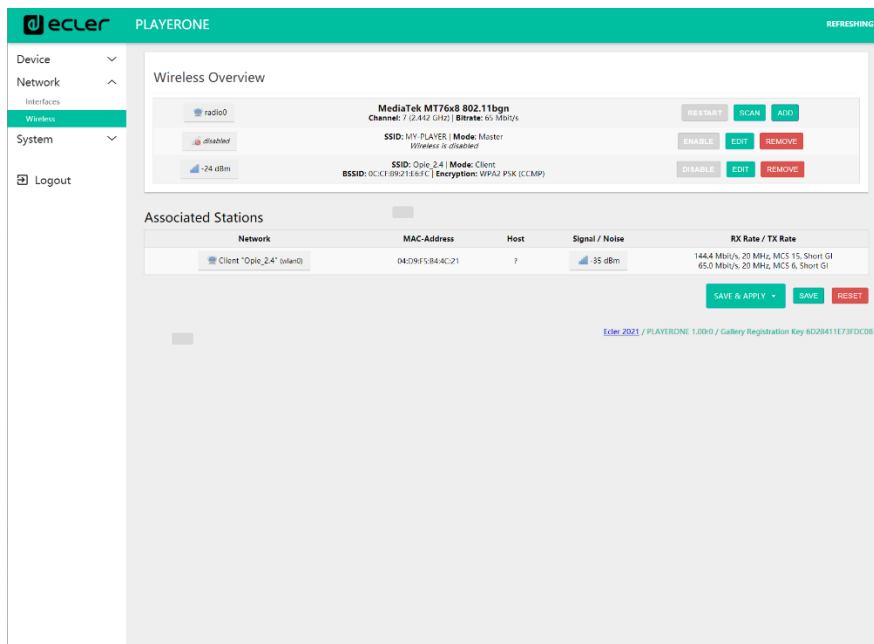 ecler
PLAYERONE
REFRESHING
Device
Network
Interfaces
Wireless
System
Logout
Wireless Overview
radio0
MediaTek MT76x8 802.11bgn
Channel: 7 (2.442 GHz) | Bitrate: 65 Mbit/s
RESTART SCAN ADD
disabled
SSID: MY-PLAYER | Mode: Master
Wireless is disabled
ENABLE EDIT REMOVE
-24 dBm
SSID: Opie_2.4 | Mode: Client
BSSID: 0C:CF:89:21:E6:FC | Encryption: WPA2 PSK (CCMP)
DISABLE EDIT REMOVE
Associated Stations
Network MAC-Address Host Signal / Noise RX Rate / TX Rate
Client "Opie_2.4" (wlan0) 04:D9:F5:84:4C:21 ? -35 dBm
144.4 Mbit/s, 20 MHz, MCS 15, Short GI
65.0 Mbit/s, 20 MHz, MCS 6, Short GI
SAVE & APPLY SAVE RESET
Ecler 2021 / PLAYERONE 1.00r0 / Gallery Registration Key 6D28411E73FDC08